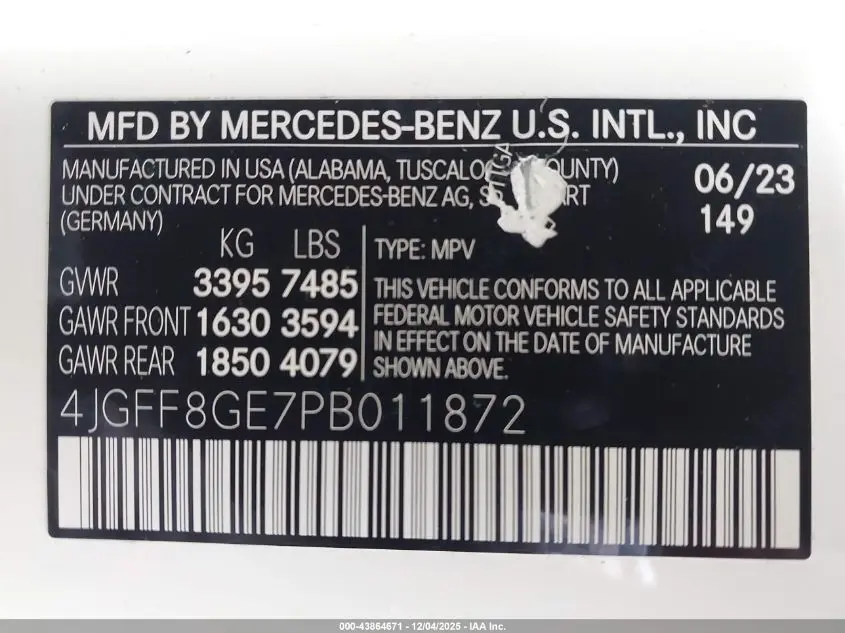 MFD BY MERCEDES-BENZ U.S. INTL., INC
MANUFACTURED IN USA (ALABAMA, COUNTY)
UNDER CONTRACT FOR MERCEDES-BENZ AG,
(GERMANY)
06/23
149
KG LBS
GVWR 3395 7485
GAWR FRONT 1630 3594
GAWR REAR 1850 4079
TYPE: MPV
THIS VEHICLE CONFORMS TO ALL APPLICABLE
FEDERAL MOTOR VEHICLE SAFETY STANDARDS
IN EFFECT ON THE DATE OF MANUFACTURE
SHOWN ABOVE.
4JGFF8GE7PB011872
000-43864671 - 12/04/2025 - IAA Inc.